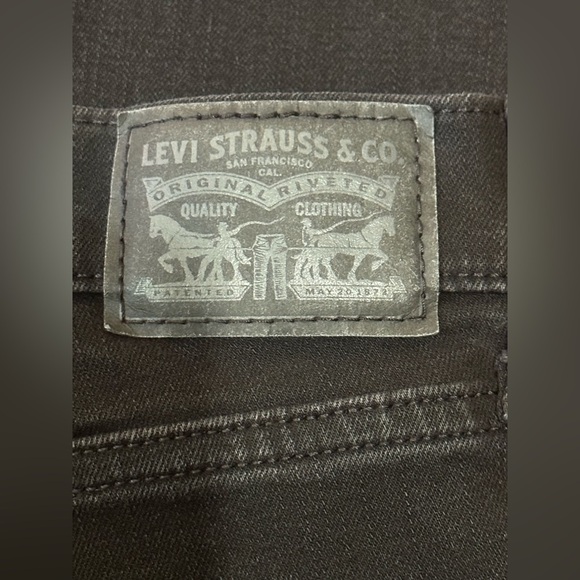 LEVI STRAUSS & CO.
SAN FRANCISCO
CAL.
ORIGINAL RIVETED
QUALITY CLOTHING
PATENTED MAY 20 1873